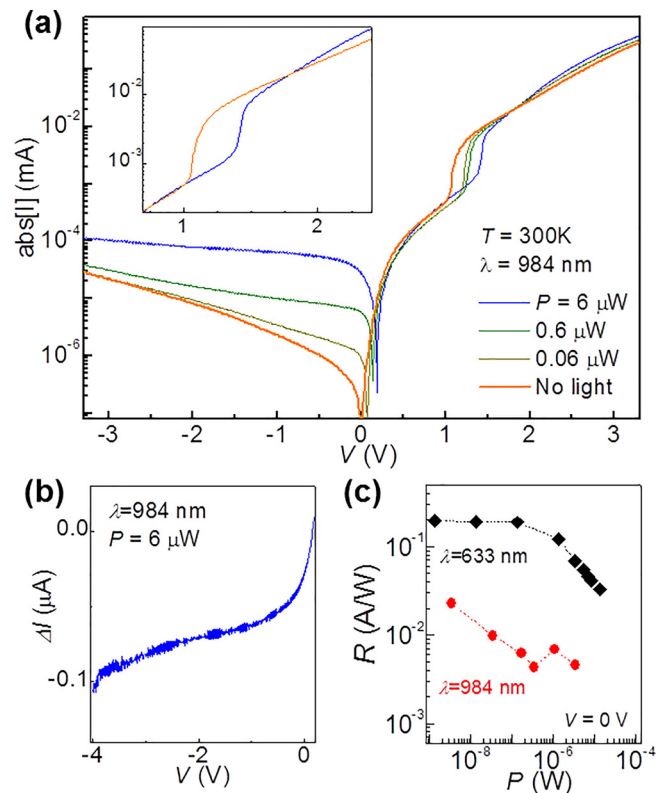 (a)
abs[I] (mA)
10⁻²
10⁻⁴
10⁻⁶
10⁻²
10⁻³
1
2
T = 300K
λ = 984 nm
P = 6 µW
0.6 µW
0.06 µW
No light
-3
-2
-1
0
1
2
3
V (V)
(b)
λ=984 nm
P = 6 µW
ΔI (µA)
0.0
-0.1
-4
-2
0
V (V)
(c)
R (A/W)
10⁻¹
10⁻²
10⁻³
λ=633 nm
λ=984 nm
V = 0 V
10⁻⁸
10⁻⁶
10⁻⁴
P (W)